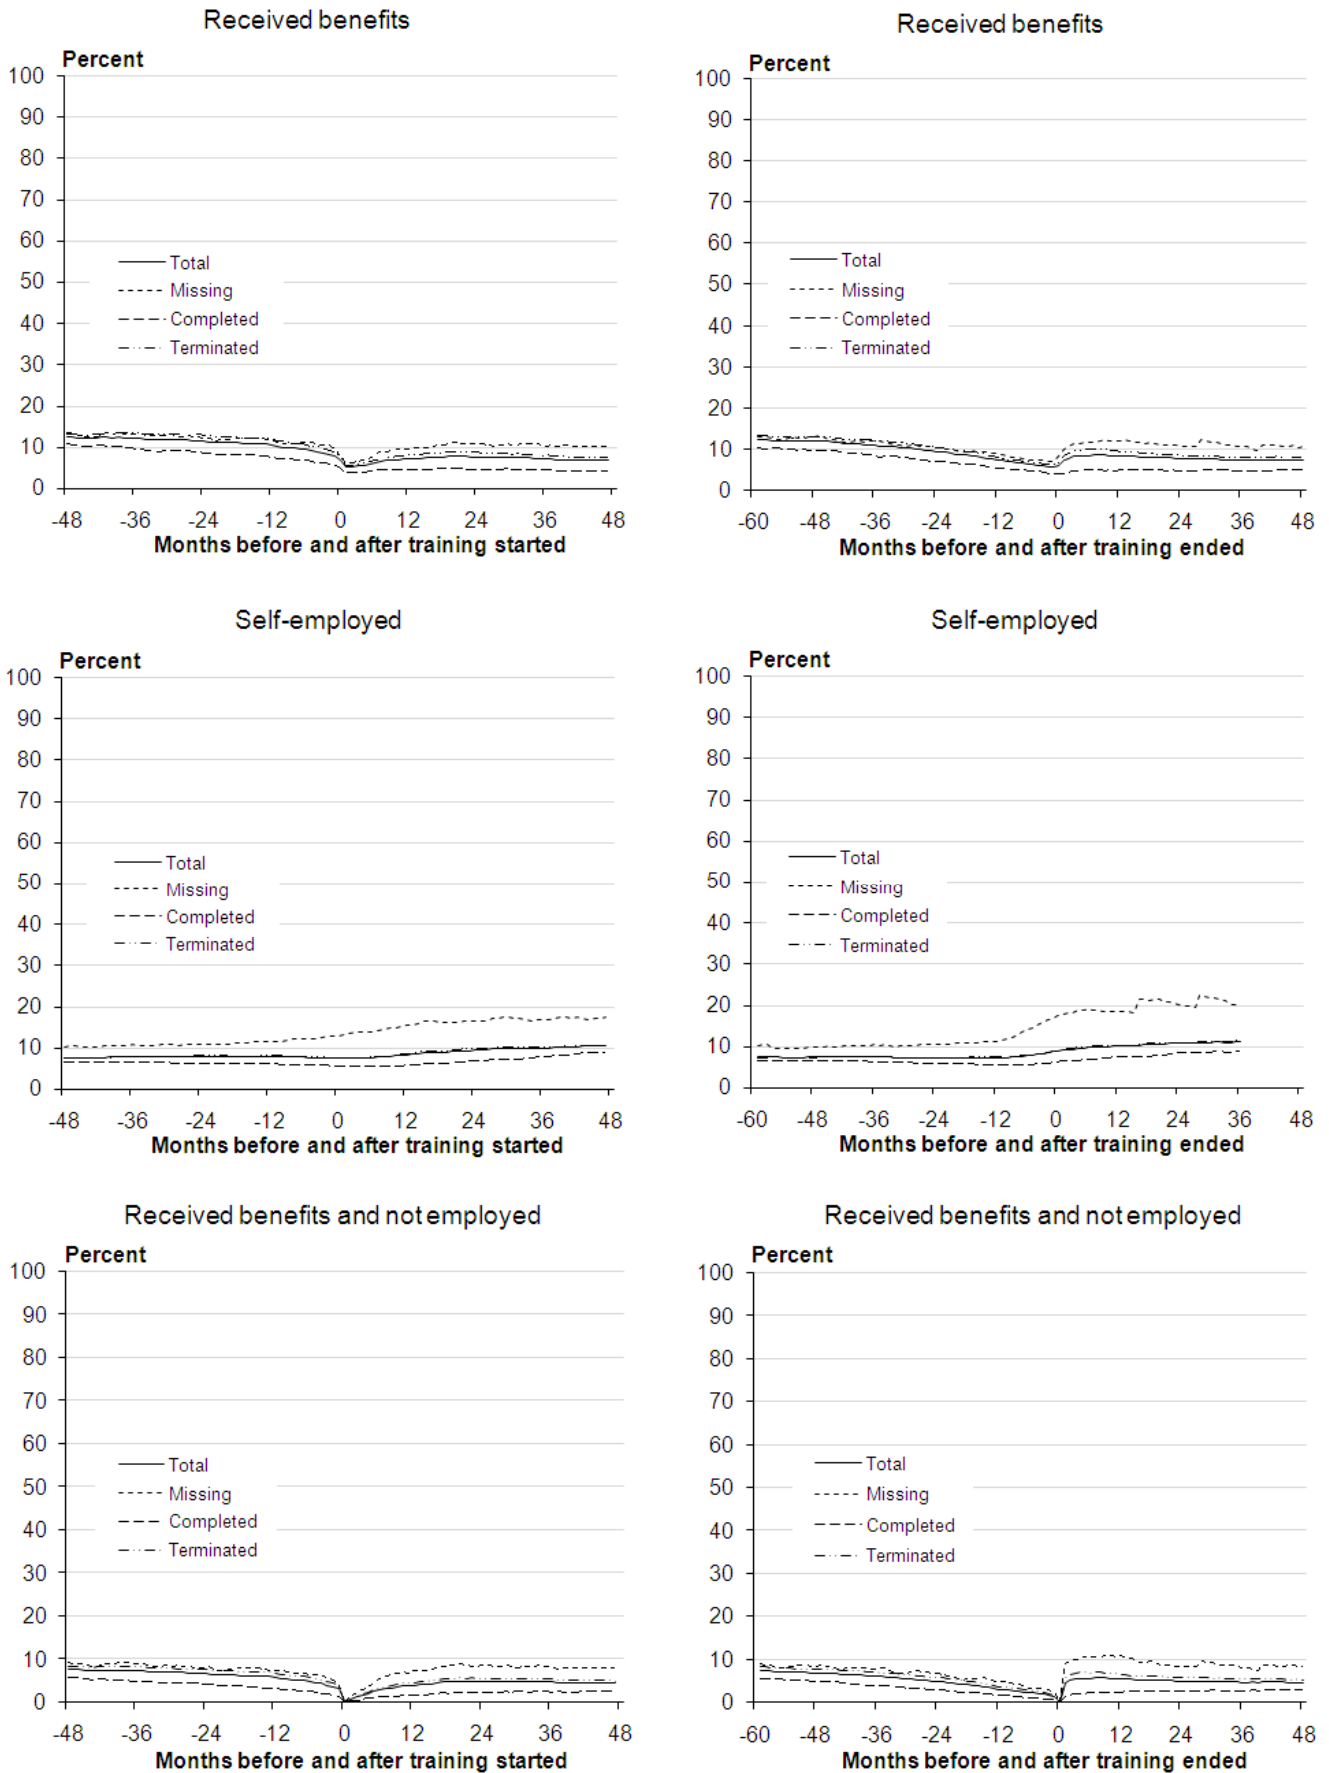 Received benefits
Percent
100
90
80
70
60
50
40
30
20
10
0
Total
Missing
Completed
Terminated
-48 -36 -24 -12 0 12 24 36 48
Months before and after training started
Received benefits
Percent
100
90
80
70
60
50
40
30
20
10
0
Total
Missing
Completed
Terminated
-60 -48 -36 -24 -12 0 12 24 36 48
Months before and after training ended
Self-employed
Percent
100
90
80
70
60
50
40
30
20
10
0
Total
Missing
Completed
Terminated
-48 -36 -24 -12 0 12 24 36 48
Months before and after training started
Self-employed
Percent
100
90
80
70
60
50
40
30
20
10
0
Total
Missing
Completed
Terminated
-60 -48 -36 -24 -12 0 12 24 36 48
Months before and after training ended
Received benefits and not employed
Percent
100
90
80
70
60
50
40
30
20
10
0
Total
Missing
Completed
Terminated
-48 -36 -24 -12 0 12 24 36 48
Months before and after training started
Received benefits and not employed
Percent
100
90
80
70
60
50
40
30
20
10
0
Total
Missing
Completed
Terminated
-60 -48 -36 -24 -12 0 12 24 36 48
Months before and after training ended